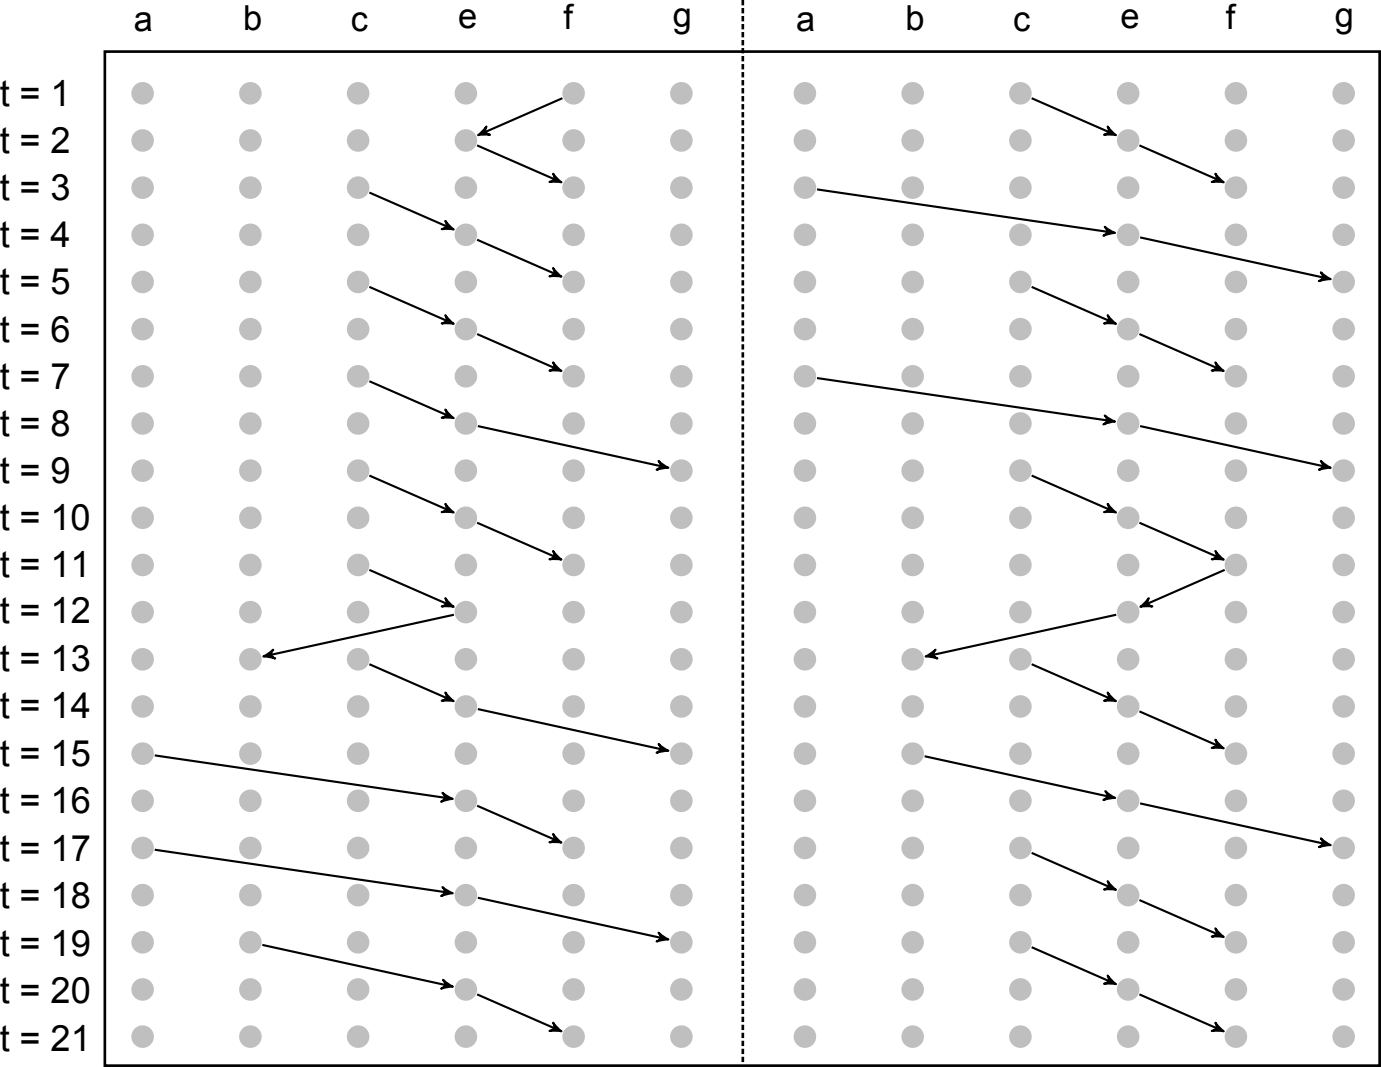 a b c e f g a b c e f g
t = 1
t = 2
t = 3
t = 4
t = 5
t = 6
t = 7
t = 8
t = 9
t = 10
t = 11
t = 12
t = 13
t = 14
t = 15
t = 16
t = 17
t = 18
t = 19
t = 20
t = 21